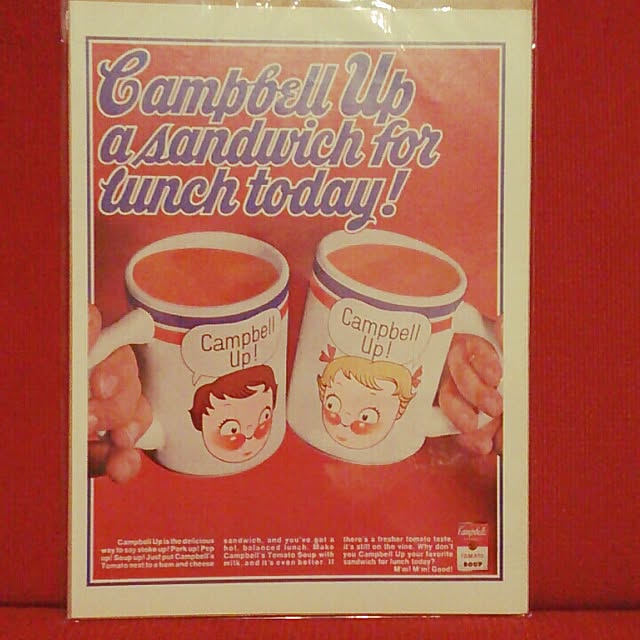 Campbell Up
a sandwich for
lunch today!
Campbell
Up!
Campbell
Up!
Campbell Up is the delicious
way to say stoke up! Perk up! Pep
up! Soup up! Just put Campbell's
Tomato next to a ham and cheese
sandwich, and you've got a
hot, balanced lunch. Make
Campbell's Tomato Soup with
milk, and it's even better. If
there's a fresher tomato taste,
it's still on the vine. Why don't
you Campbell Up your favorite
sandwich for lunch today?
M'm! M'm! Good!
Campbell's
TOMATO
SOUP